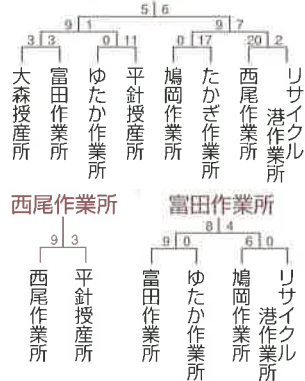 5 6
9 1 9 7
3 3 0 11 0 17 20 2
大森授産所
富田作業所
ゆたか作業所
平針授産所
鳩岡作業所
たかぎ作業所
西尾作業所
リサイクル
港作業所
西尾作業所
9 3
西尾作業所
平針授産所
富田作業所
8 4
9 0 6 0
富田作業所
ゆたか作業所
鳩岡作業所
リサイクル
港作業所